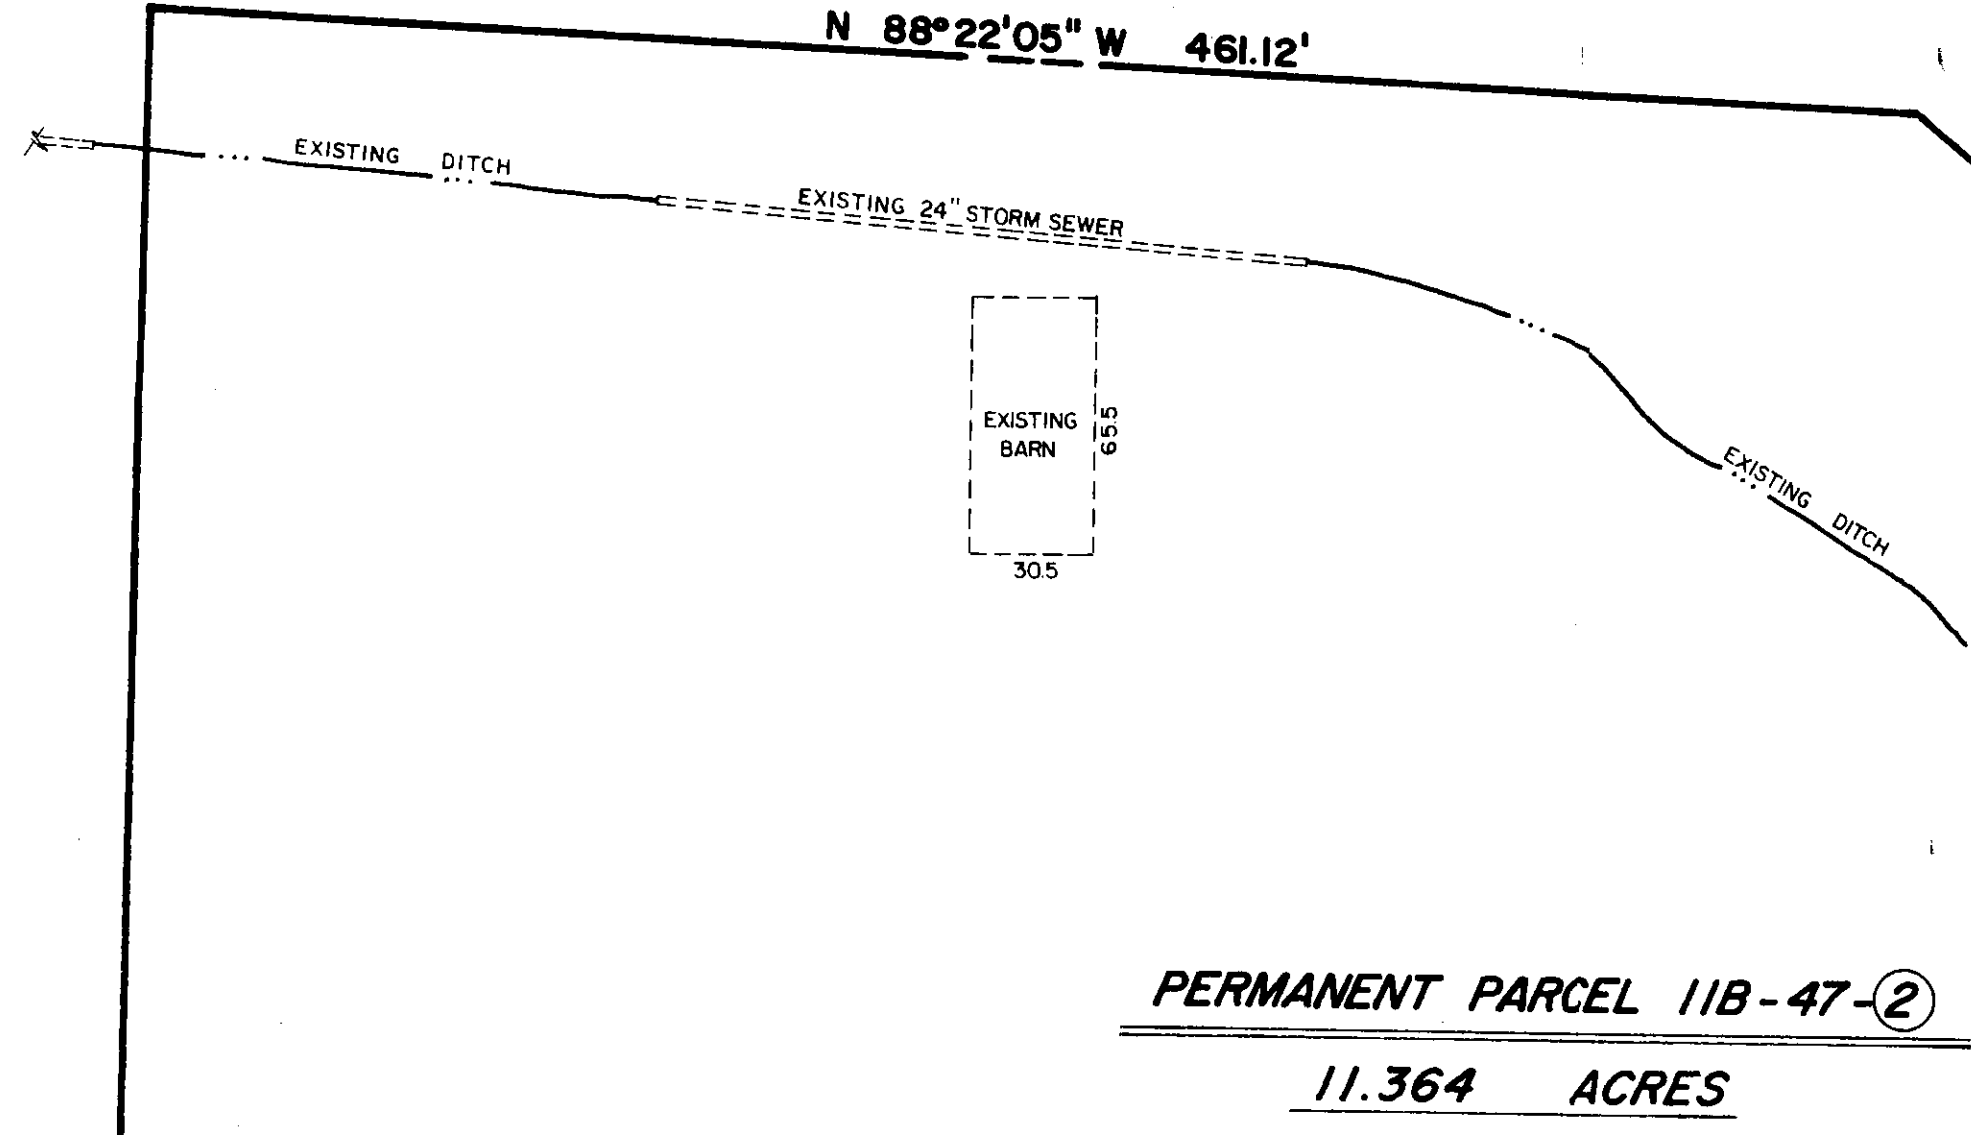 N 88°22'05" W 461.12'
EXISTING DITCH
EXISTING 24" STORM SEWER
EXISTING
BARN
65.5
30.5
EXISTING DITCH
PERMANENT PARCEL 11B-47-2
11.364 ACRES